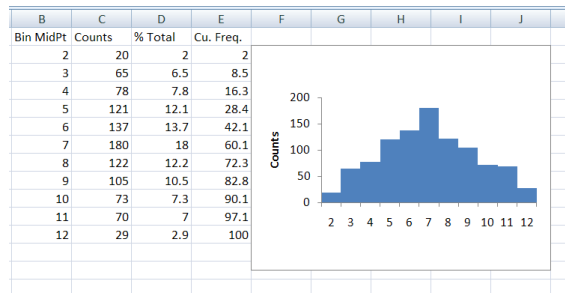 B C D E F G H I J
Bin MidPt Counts % Total Cu. Freq.
2 20 2 2
3 65 6.5 8.5
4 78 7.8 16.3
5 121 12.1 28.4
6 137 13.7 42.1
7 180 18 60.1
8 122 12.2 72.3
9 105 10.5 82.8
10 73 7.3 90.1
11 70 7 97.1
12 29 2.9 100
Counts
200
150
100
50
0
2 3 4 5 6 7 8 9 10 11 12